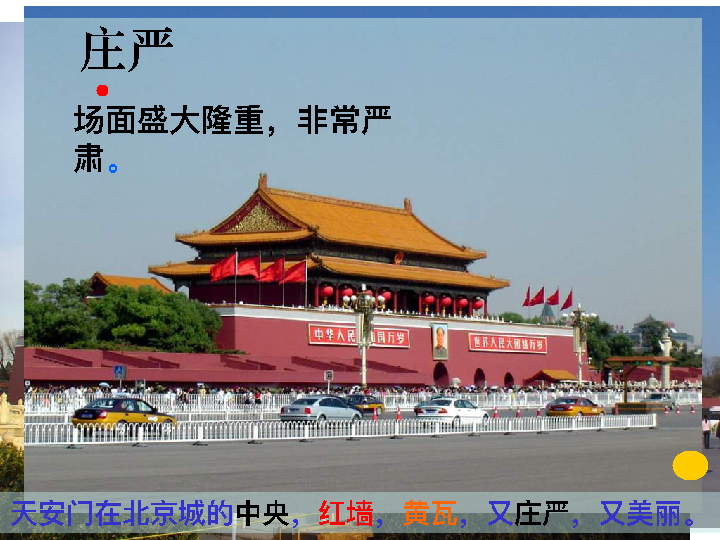 庄严
场面盛大隆重，非常严
肃。
中华人民共和国万岁
世界人民大团结万岁
天安门在北京城的中央，红墙，黄瓦，又庄严，又美丽。